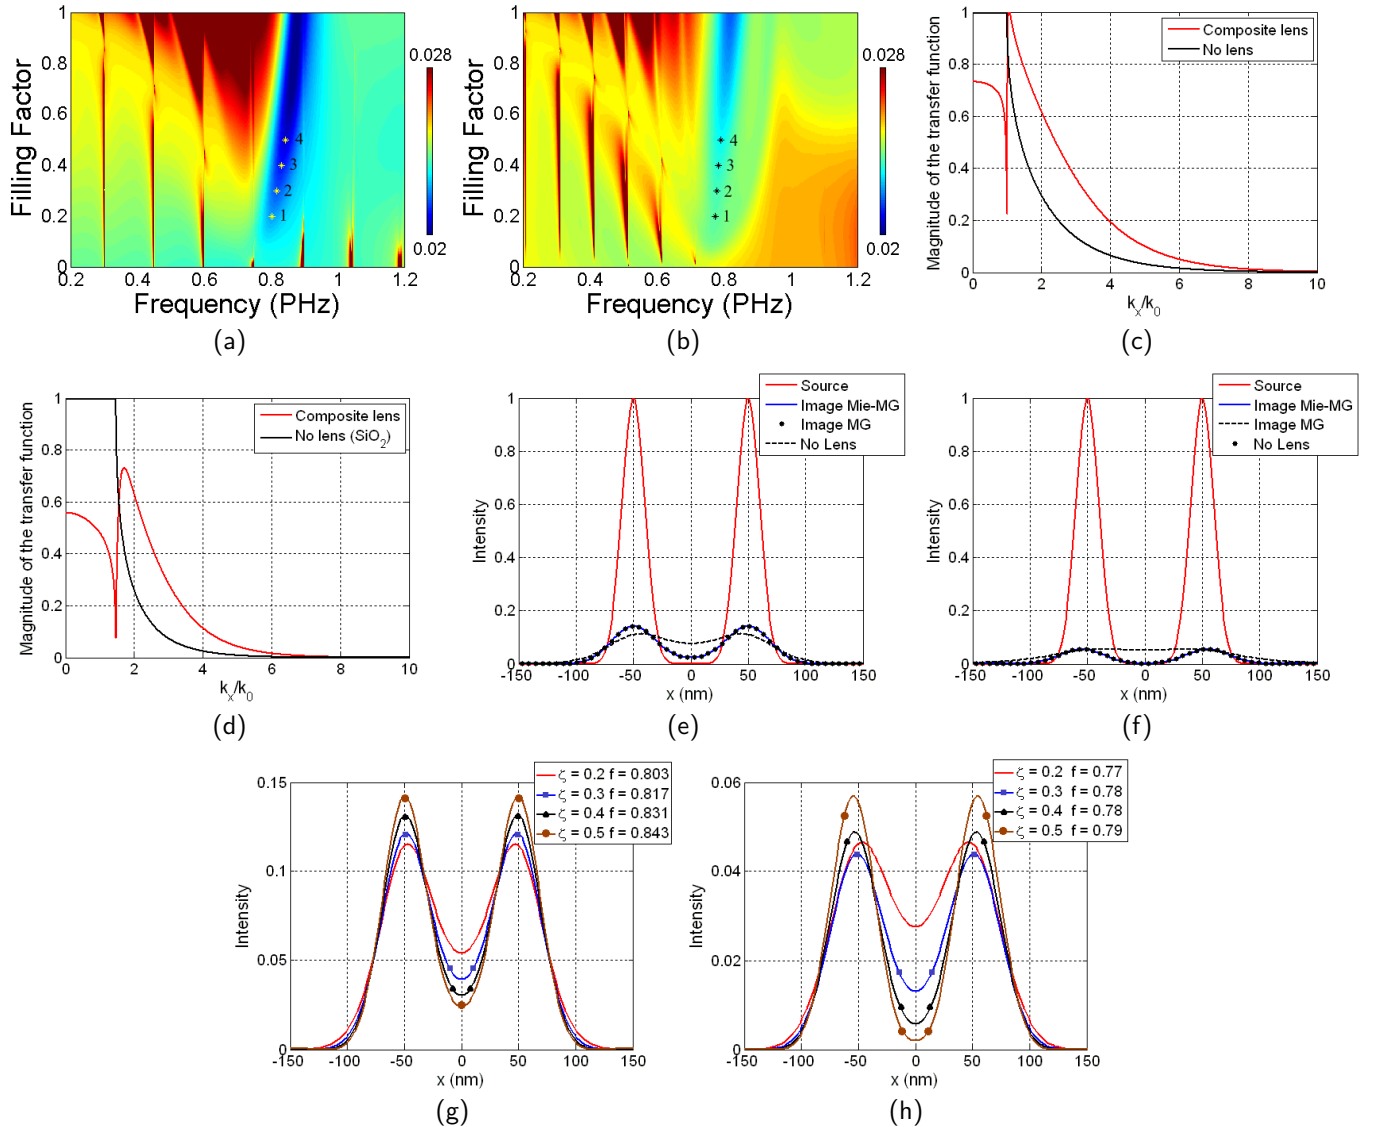 1
0.8
0.6
0.4
0.2
0
Filling Factor
0.2 0.4 0.6 0.8 1 1.2
Frequency (PHz)
4
3
2
1
0.028
0.02
(a)
1
0.8
0.6
0.4
0.2
0
Filling Factor
0.2 0.4 0.6 0.8 1 1.2
Frequency (PHz)
4
3
2
1
0.028
0.02
(b)
Magnitude of the transfer function
1
0.8
0.6
0.4
0.2
0
0 2 4 6 8 10
kx/k0
Composite lens
No lens
(c)
Magnitude of the transfer function
1
0.8
0.6
0.4
0.2
0
0 2 4 6 8 10
kx/k0
Composite lens
No lens (SiO2)
(d)
Source
Image Mie-MG
Image MG
No Lens
Intensity
1
0.8
0.6
0.4
0.2
0
-150 -100 -50 0 50 100 150
x (nm)
(e)
Source
Image Mie-MG
Image MG
No Lens
Intensity
1
0.8
0.6
0.4
0.2
0
-150 -100 -50 0 50 100 150
x (nm)
(f)
ζ = 0.2 f = 0.803
ζ = 0.3 f = 0.817
ζ = 0.4 f = 0.831
ζ = 0.5 f = 0.843
Intensity
0.15
0.1
0.05
0
-150 -100 -50 0 50 100 150
x (nm)
(g)
ζ = 0.2 f = 0.77
ζ = 0.3 f = 0.78
ζ = 0.4 f = 0.78
ζ = 0.5 f = 0.79
Intensity
0.06
0.04
0.02
0
-150 -100 -50 0 50 100 150
x (nm)
(h)